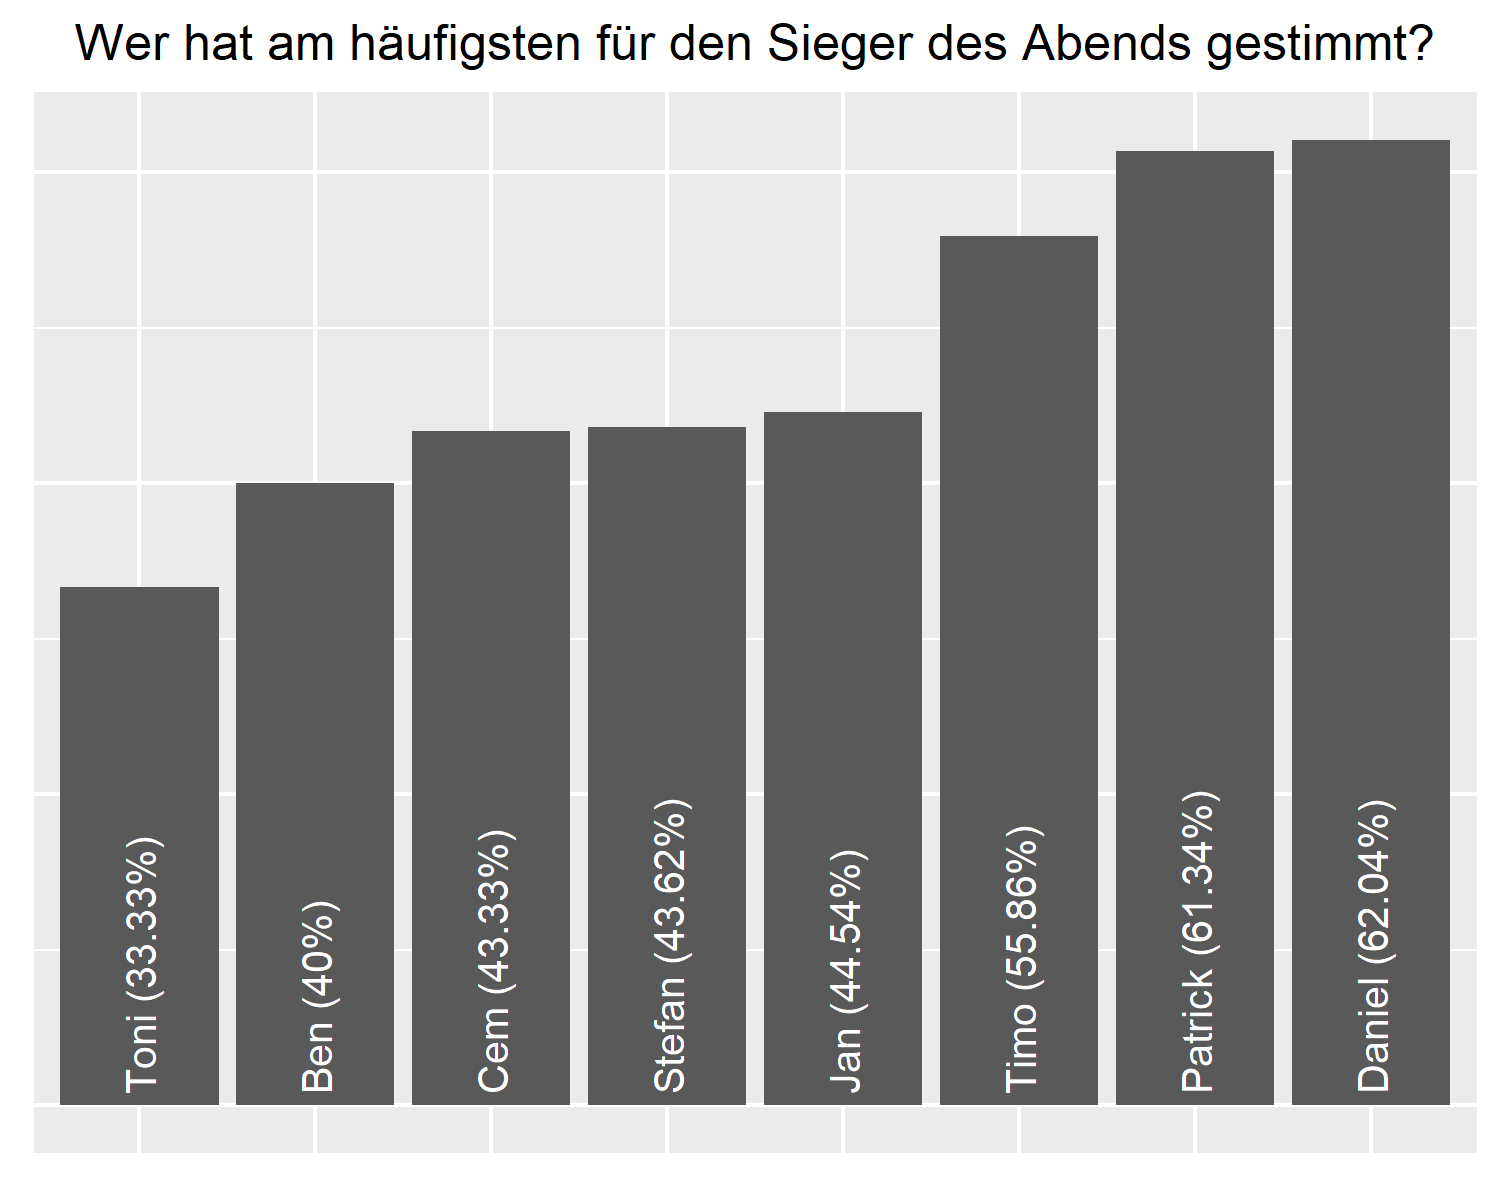 Wer hat am häufigsten für den Sieger des Abends gestimmt?
Toni (33.33%)
Ben (40%)
Cem (43.33%)
Stefan (43.62%)
Jan (44.54%)
Timo (55.86%)
Patrick (61.34%)
Daniel (62.04%)